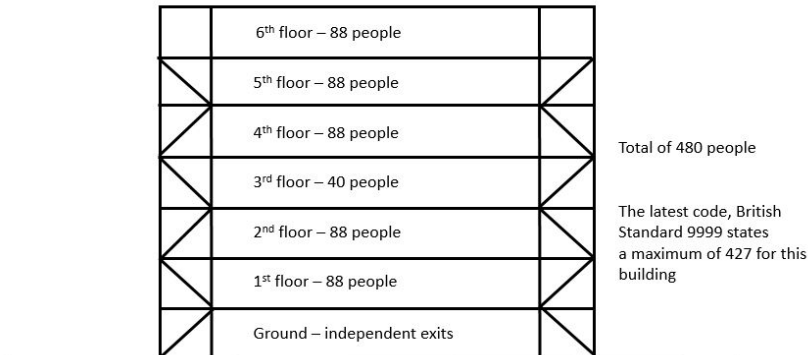 6th floor – 88 people
5th floor – 88 people
4th floor – 88 people
3rd floor – 40 people
2nd floor – 88 people
1st floor – 88 people
Ground – independent exits
Total of 480 people
The latest code, British
Standard 9999 states
a maximum of 427 for this
building